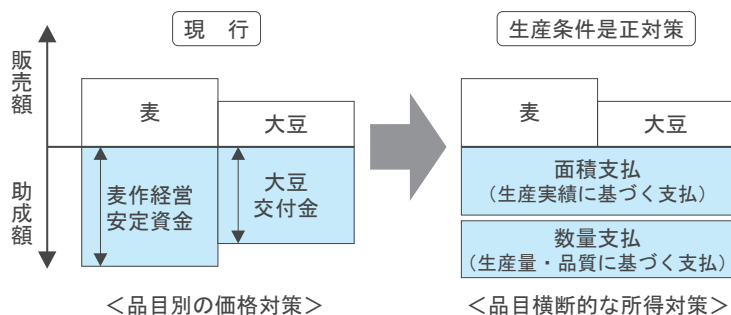 現 行
生産条件是正対策
販売額
麦
大豆
麦
大豆
助成額
麦作経営
安定資金
大豆
交付金
面積支払
（生産実績に基づく支払）
数量支払
（生産量・品質に基づく支払）
＜品目別の価格対策＞
＜品目横断的な所得対策＞